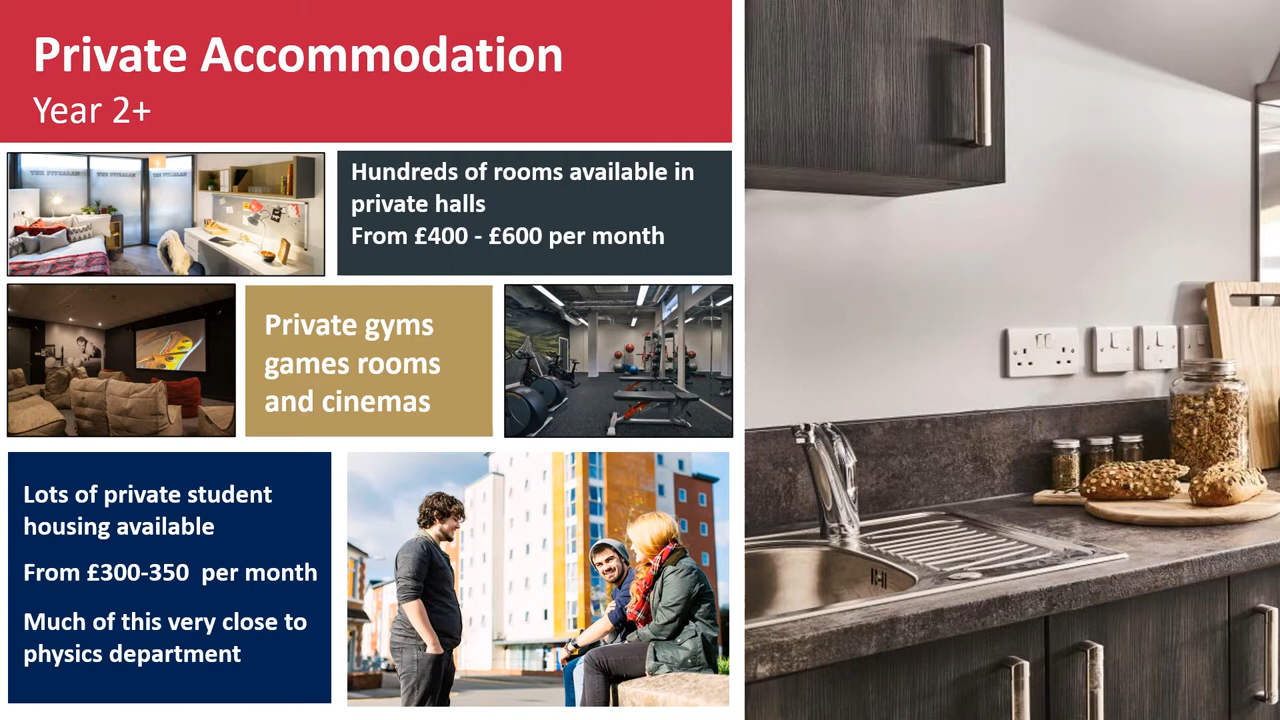 Private Accommodation
Year 2+
Hundreds of rooms available in
private halls
From £400 - £600 per month
Private gyms
games rooms
and cinemas
Lots of private student
housing available
From £300-350  per month
Much of this very close to
physics department